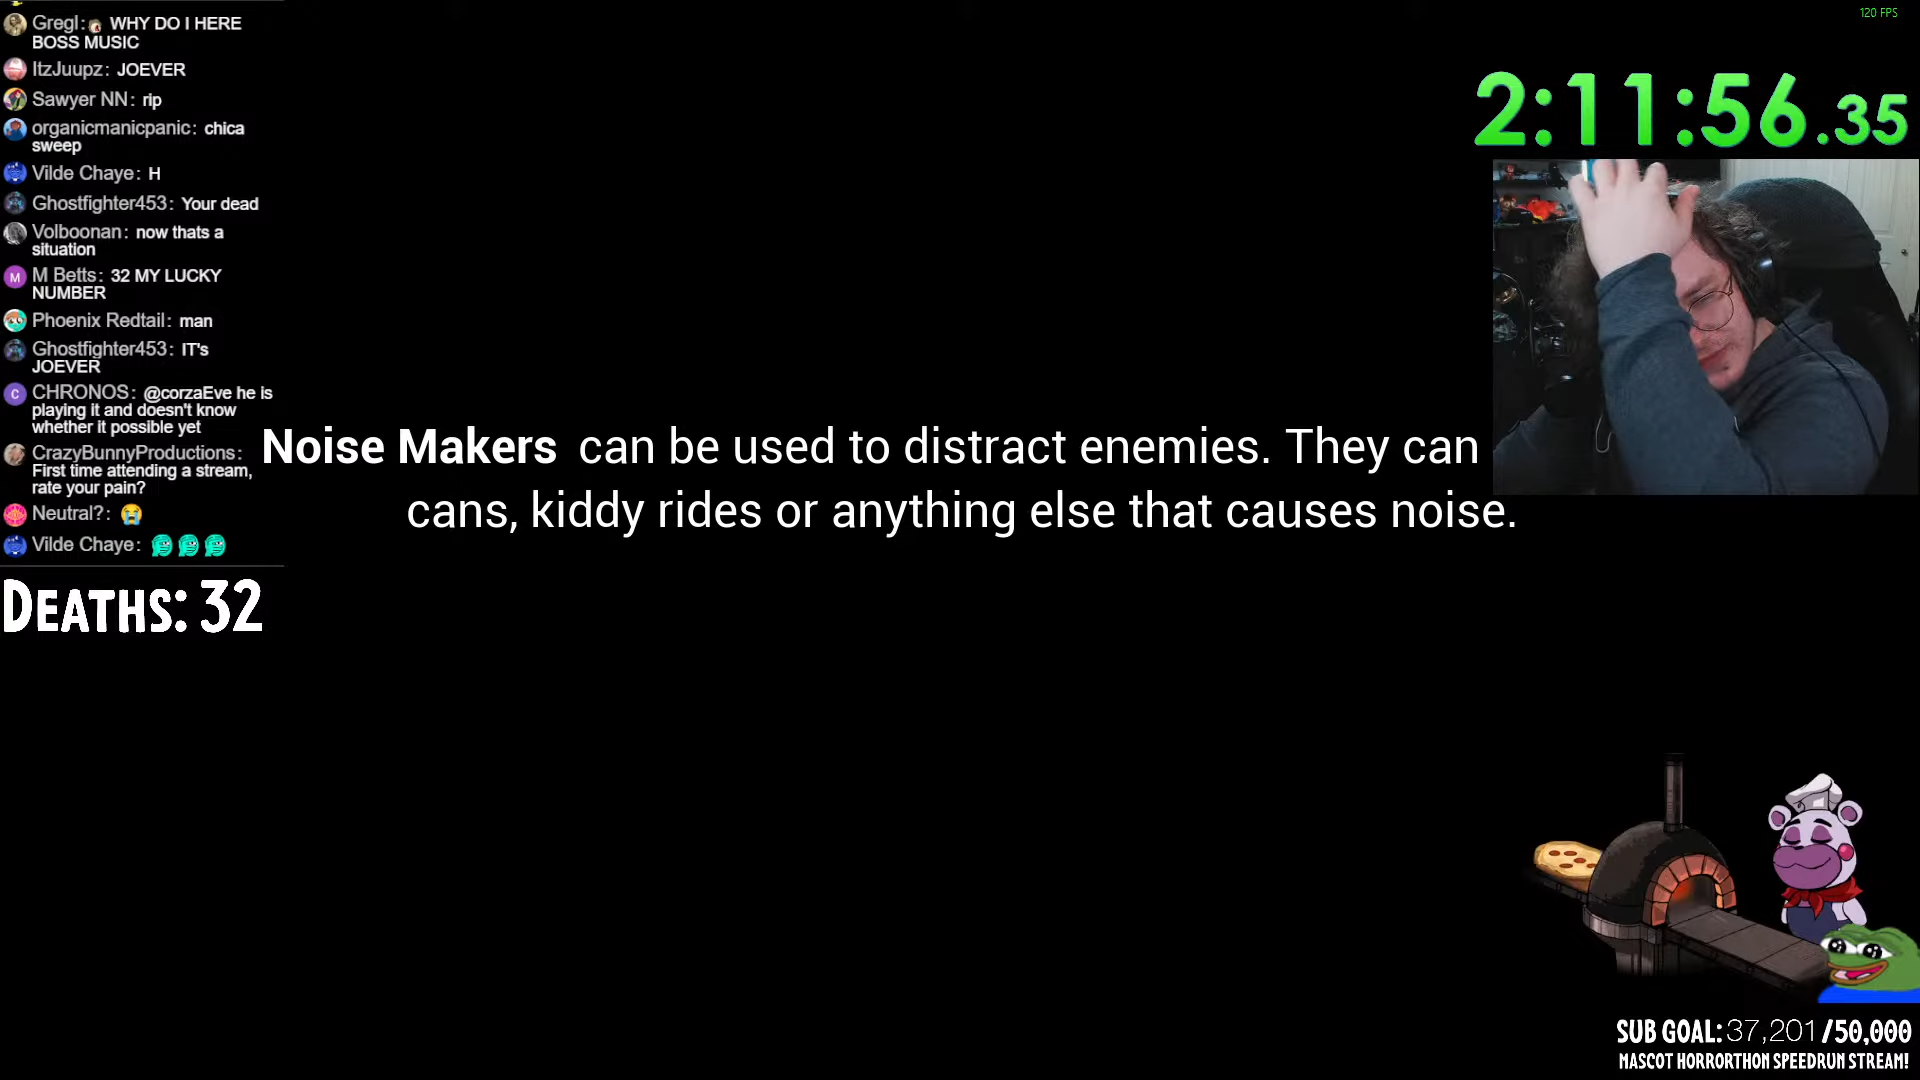 Gregl: WHY DO I HERE
BOSS MUSIC
ItzJuupz: JOEVER
Sawyer NN: rip
organicmanicpanic: chica
sweep
Vilde Chaye: H
Ghostfighter453: Your dead
Volboonan: now thats a
situation
M
M Betts: 32 MY LUCKY
NUMBER
Phoenix Redtail: man
Ghostfighter453: IT's
JOEVER
C
CHRONOS: @corzaEve he is
playing it and doesn't know
whether it possible yet
CrazyBunnyProductions:
First time attending a stream,
rate your pain?
Neutral?: 😭
Vilde Chaye:
DEATHS: 32
Noise Makers can be used to distract enemies. They can
cans, kiddy rides or anything else that causes noise.
120 FPS
2:11:56.35
SUB GOAL: 37,201/50,000
MASCOT HORRORTHON SPEEDRUN STREAM!